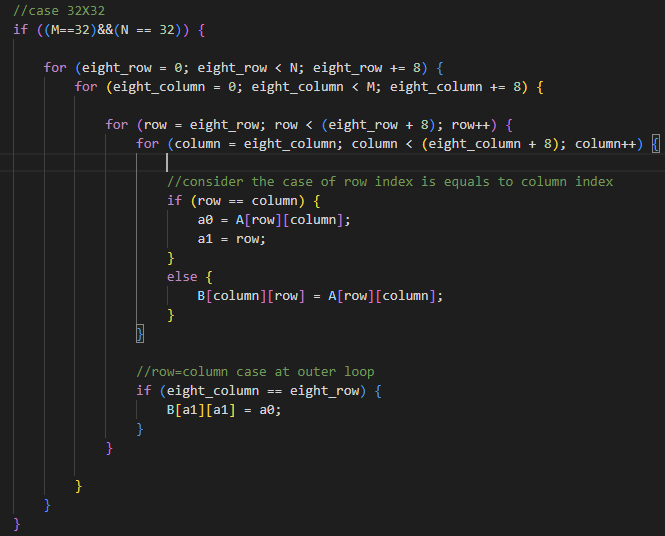 //case 32X32
if ((M==32)&&(N == 32)) {
for (eight_row = 0; eight_row < N; eight_row += 8) {
for (eight_column = 0; eight_column < M; eight_column += 8) {
for (row = eight_row; row < (eight_row + 8); row++) {
for (column = eight_column; column < (eight_column + 8); column++) {
//consider the case of row index is equals to column index
if (row == column) {
a0 = A[row][column];
a1 = row;
}
else {
B[column][row] = A[row][column];
}
}
//row=column case at outer loop
if (eight_column == eight_row) {
B[a1][a1] = a0;
}
}
}
}
}